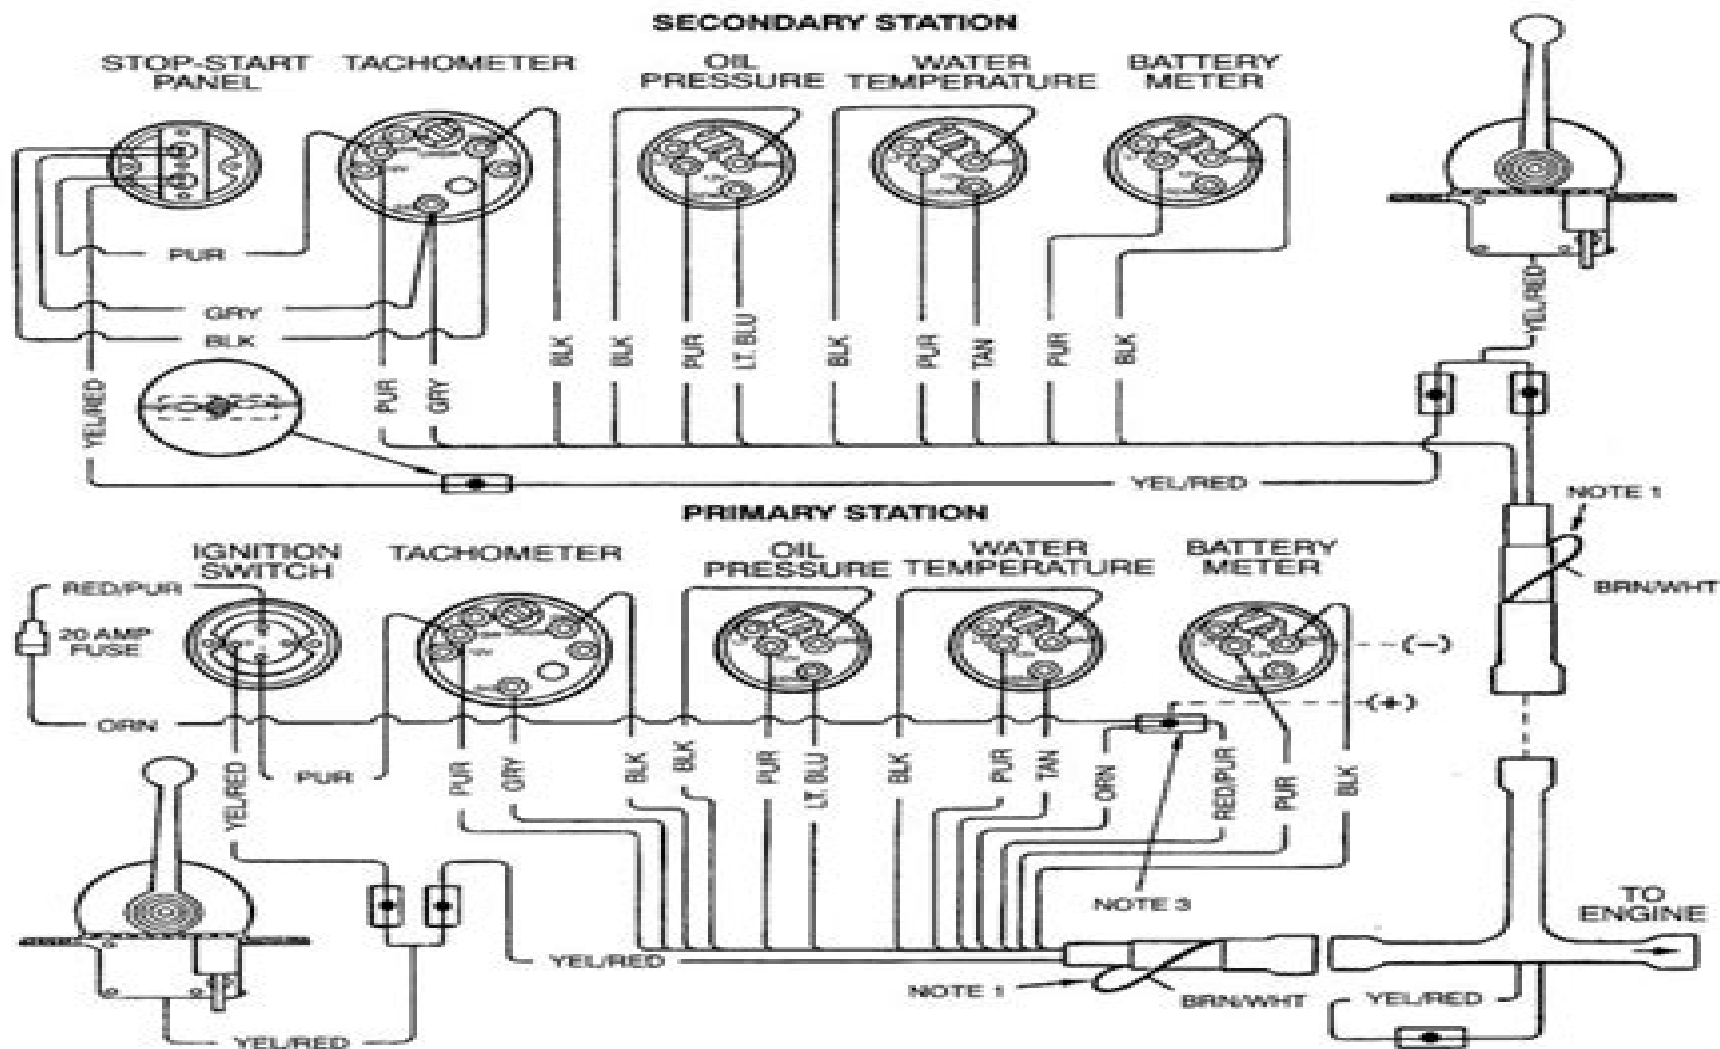 SECONDARY STATION
STOP-START
PANEL
TACHOMETER
OIL
PRESSURE
WATER
TEMPERATURE
BATTERY
METER
PUR
GRY
BLK
YEL/RED
PUR
GRY
BLK
BLK
PUR
LT. BLU
BLK
PUR
TAN
PUR
BLK
YEL/RED
YEL/RED
NOTE 1
BRN/WHT
PRIMARY STATION
IGNITION
SWITCH
TACHOMETER
OIL
PRESSURE
WATER
TEMPERATURE
BATTERY
METER
RED/PUR
20 AMP
FUSE
ORN
(-)
(+)
YEL/RED
PUR
PUR
GRY
BLK
BLK
PUR
LT. BLU
BLK
PUR
TAN
ORN
RED/PUR
PUR
BLK
NOTE 3
TO
ENGINE
YEL/RED
NOTE 1
BRN/WHT
YEL/RED
YEL/RED